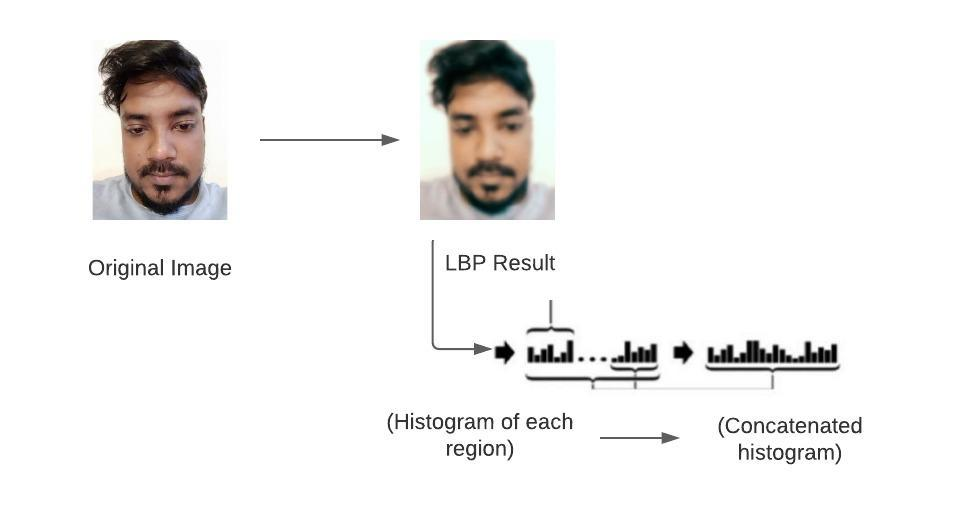 Original Image
LBP Result
(Histogram of each
region)
(Concatenated
histogram)